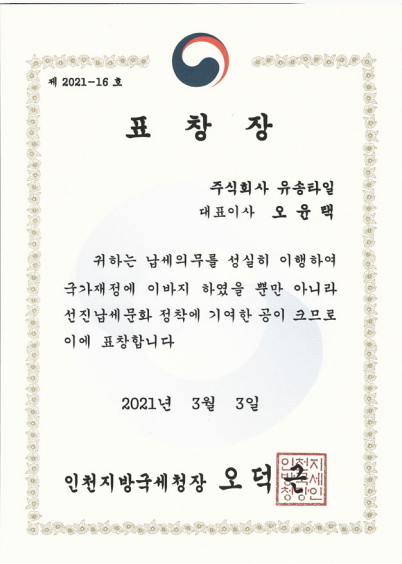 제 2021-16 호
표 창 장
주식회사 유송타일
대표이사 오 윤 택
귀하는 납세의무를 성실히 이행하여
국가재정에 이바지 하였을 뿐만 아니라
선진납세문화 정착에 기여한 공이 크므로
이에 표창합니다
2021년 3월 3일
인천지방국세청장 오 덕 근
인천지
방국세
청장인